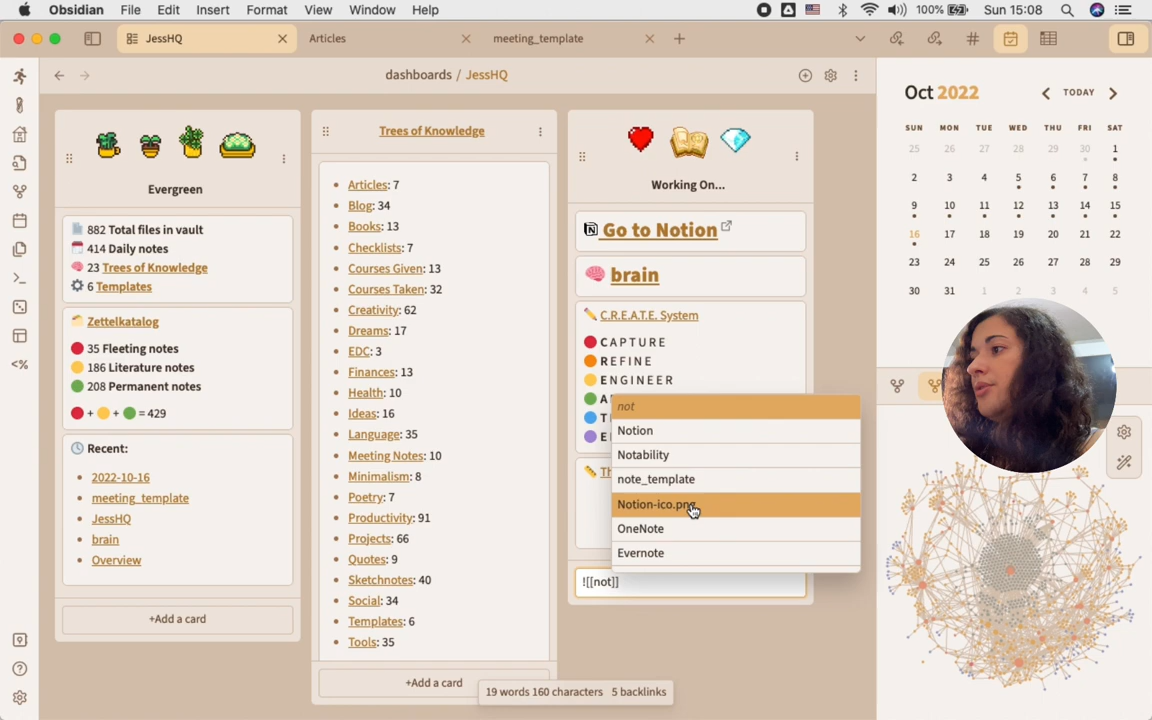 Obsidian File Edit Insert Format View Window Help 100% Sun 15:08
JessHQ Articles meeting_template
dashboards / JessHQ
Evergreen
882 Total files in vault
414 Daily notes
23 Trees of Knowledge
6 Templates
Zettelkatalog
35 Fleeting notes
186 Literature notes
208 Permanent notes
+ + = 429
Recent:
2022-10-16
meeting_template
JessHQ
brain
Overview
+Add a card
Trees of Knowledge
Articles: 7
Blog: 34
Books: 13
Checklists: 7
Courses Given: 13
Courses Taken: 32
Creativity: 62
Dreams: 17
EDC: 3
Finances: 13
Health: 10
Ideas: 16
Language: 35
Meeting Notes: 10
Minimalism: 8
Poetry: 7
Productivity: 91
Projects: 66
Quotes: 9
Sketchnotes: 40
Social: 34
Templates: 6
Tools: 35
+Add a card
Working On...
Go to Notion
brain
C.R.E.A.T.E. System
CAPTURE
REFINE
ENGINEER
A
T
E
Th
not
Notion
Notability
note_template
Notion-ico.png
OneNote
Evernote
![[not]]
19 words 160 characters 5 backlinks
Oct 2022 TODAY
SUN MON TUE WED THU FRI SAT
25 26 27 28 29 30 1
2 3 4 5 6 7 8
9 10 11 12 13 14 15
16 17 18 19 20 21 22
23 24 25 26 27 28 29
30 31 1 2 3 4 5